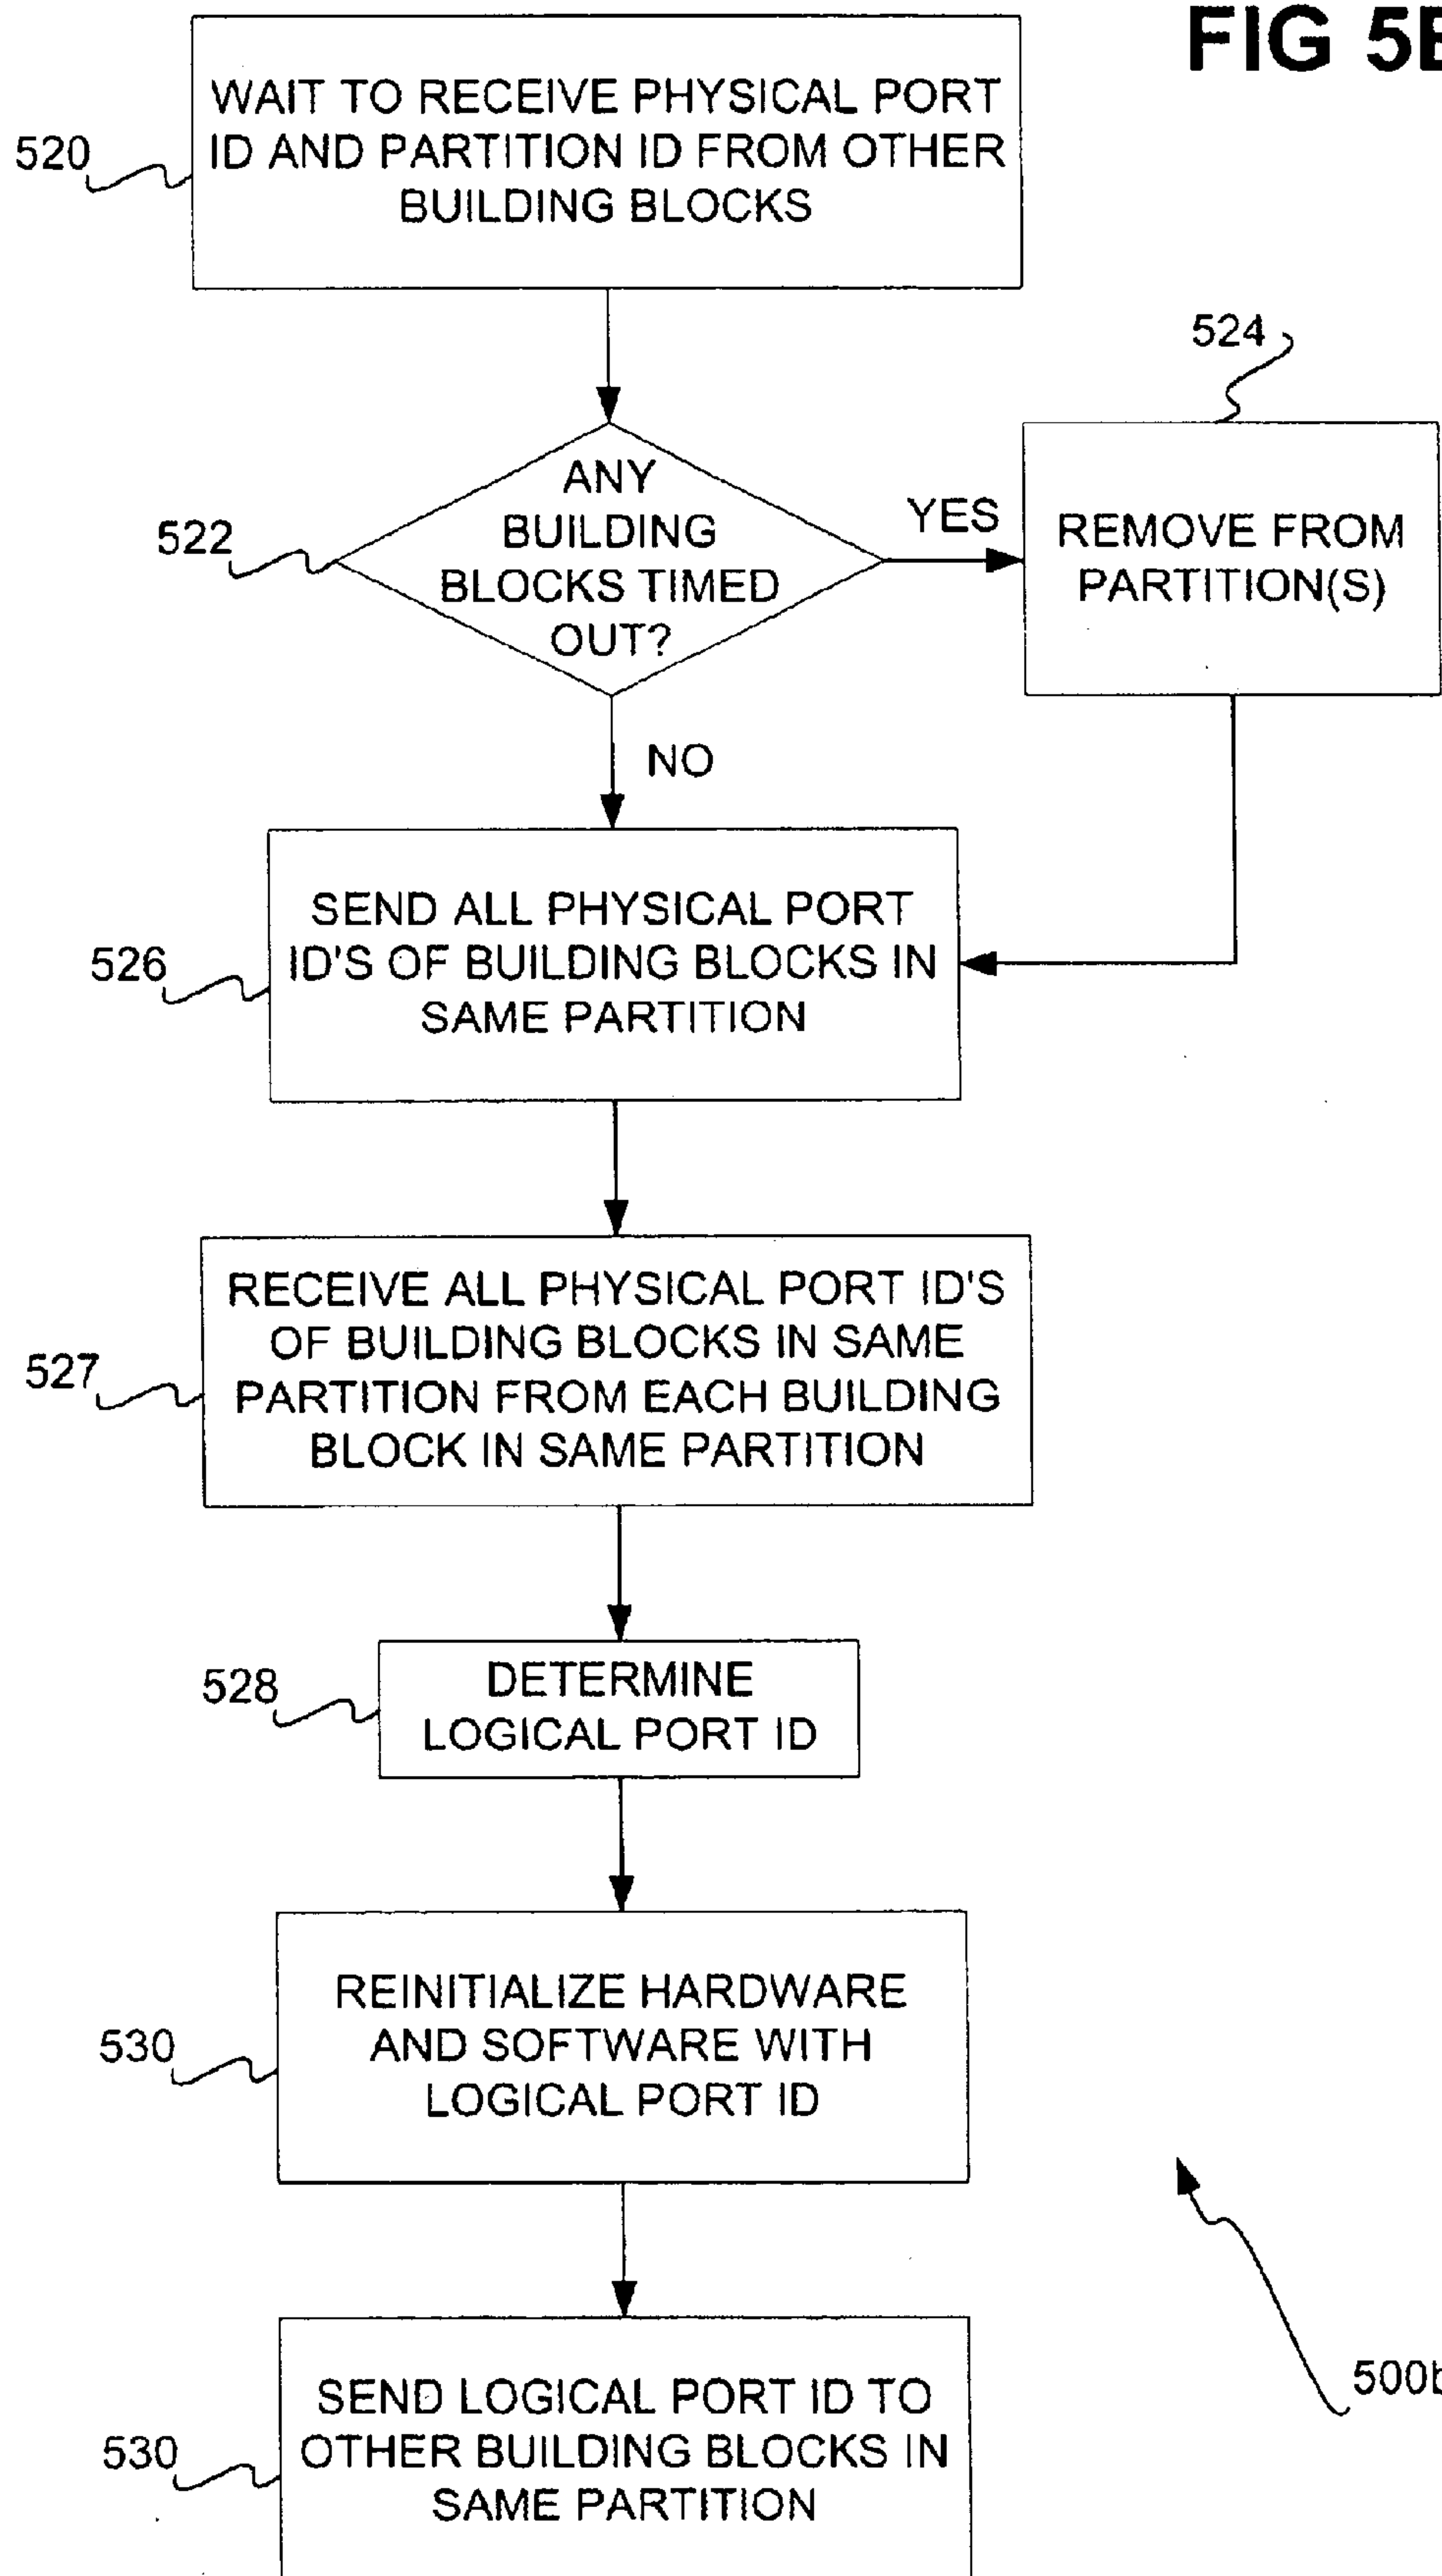 FIG 5B
520
WAIT TO RECEIVE PHYSICAL PORT
ID AND PARTITION ID FROM OTHER
BUILDING BLOCKS
524
522
ANY
BUILDING
BLOCKS TIMED
OUT?
YES
REMOVE FROM
PARTITION(S)
NO
526
SEND ALL PHYSICAL PORT
ID'S OF BUILDING BLOCKS IN
SAME PARTITION
527
RECEIVE ALL PHYSICAL PORT ID'S
OF BUILDING BLOCKS IN SAME
PARTITION FROM EACH BUILDING
BLOCK IN SAME PARTITION
528
DETERMINE
LOGICAL PORT ID
530
REINITIALIZE HARDWARE
AND SOFTWARE WITH
LOGICAL PORT ID
500b
530
SEND LOGICAL PORT ID TO
OTHER BUILDING BLOCKS IN
SAME PARTITION